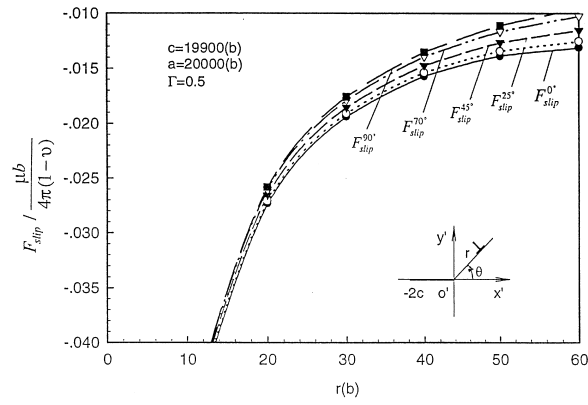 -.010
c=19900(b)
a=20000(b)
Γ=0.5
-.015
-.020
-.025
-.030
-.035
-.040
F_slip / μb / 4π(1−υ)
F_slip^90°
F_slip^70°
F_slip^45°
F_slip^25°
F_slip^0°
y'
r
θ
-2c
o'
x'
0
10
20
30
40
50
60
r(b)